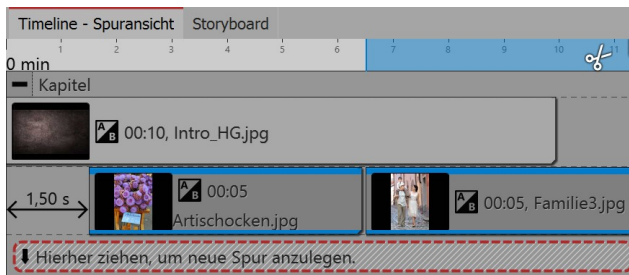 Timeline - Spuransicht Storyboard
1 2 3 4 5 6 7 8 9 10 11
0 min
Kapitel
A/B 00:10, Intro_HG.jpg
1,50 s A/B 00:05 A/B 00:05, Familie3.jpg
Artischocken.jpg
Hierher ziehen, um neue Spur anzulegen.